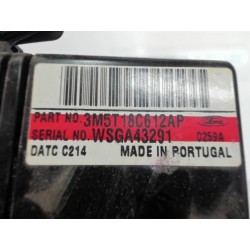 PART NO. 3M5T18C612AP
SERIAL NO. WSGA43291 0259A
DATC C214 MADE IN PORTUGAL